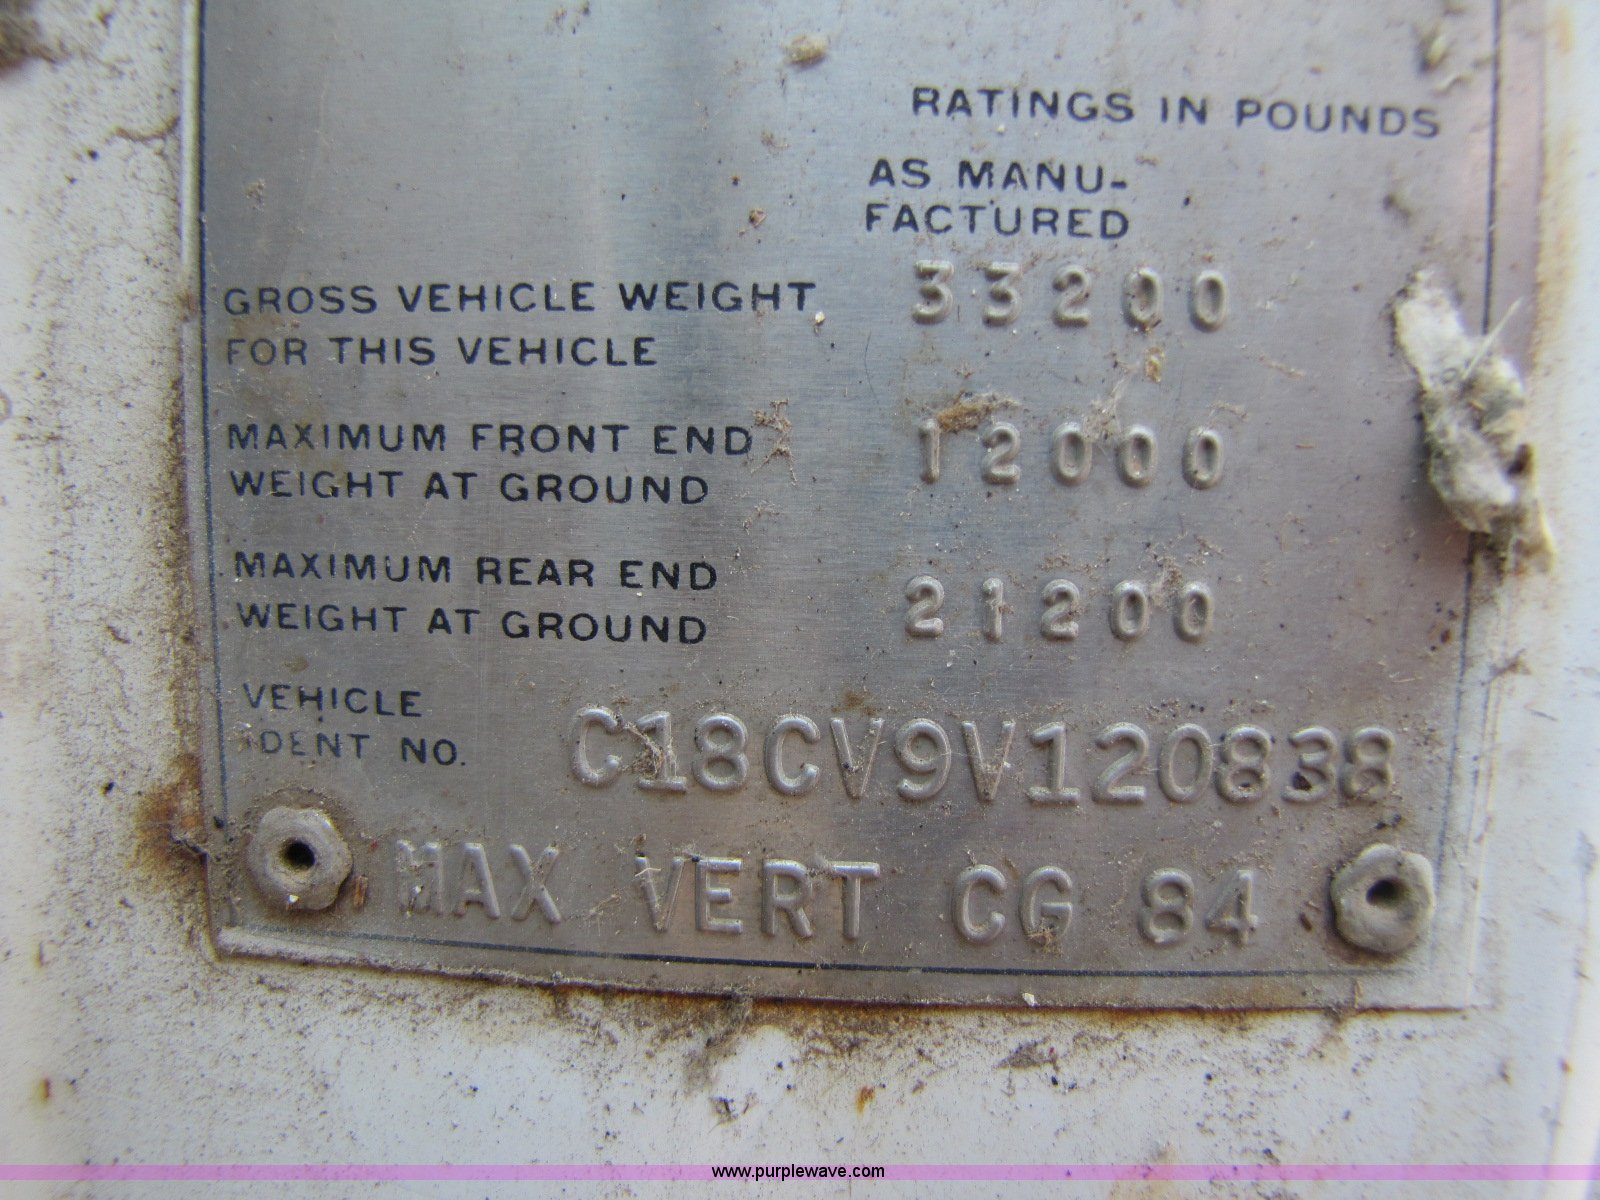 RATINGS IN POUNDS
AS MANU-
FACTURED
GROSS VEHICLE WEIGHT 33200
FOR THIS VEHICLE
MAXIMUM FRONT END 12000
WEIGHT AT GROUND
MAXIMUM REAR END 21200
WEIGHT AT GROUND
VEHICLE
IDENT NO. C18CV9V120838
MAX VERT CG 84
www.purplewave.com